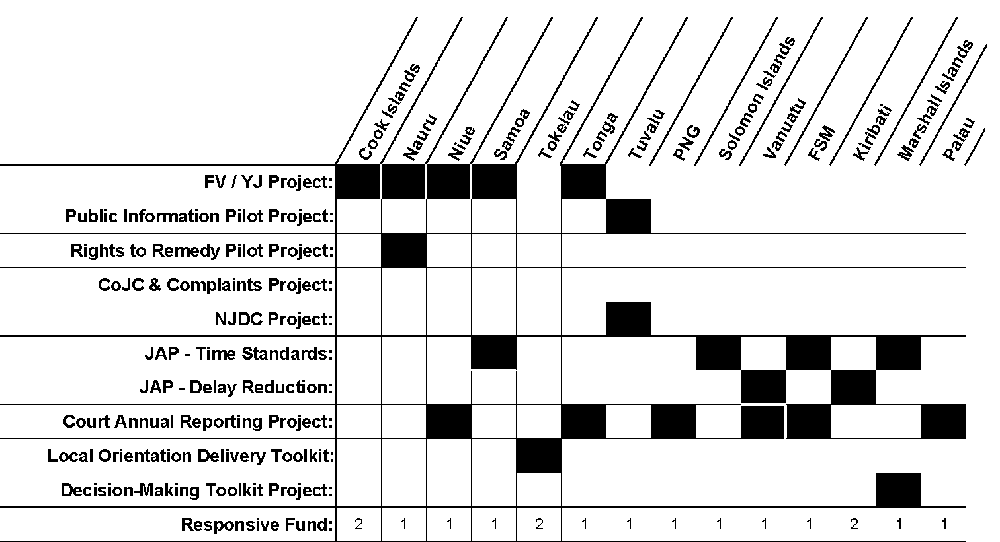 Cook Islands
Nauru
Niue
Samoa
Tokelau
Tonga
Tuvalu
PNG
Solomon Islands
Vanuatu
FSM
Kiribati
Marshall Islands
Palau
FV / YJ Project:
Public Information Pilot Project:
Rights to Remedy Pilot Project:
CoJC & Complaints Project:
NJDC Project:
JAP - Time Standards:
JAP - Delay Reduction:
Court Annual Reporting Project:
Local Orientation Delivery Toolkit:
Decision-Making Toolkit Project:
Responsive Fund: 2 1 1 1 2 1 1 1 1 1 1 2 1 1